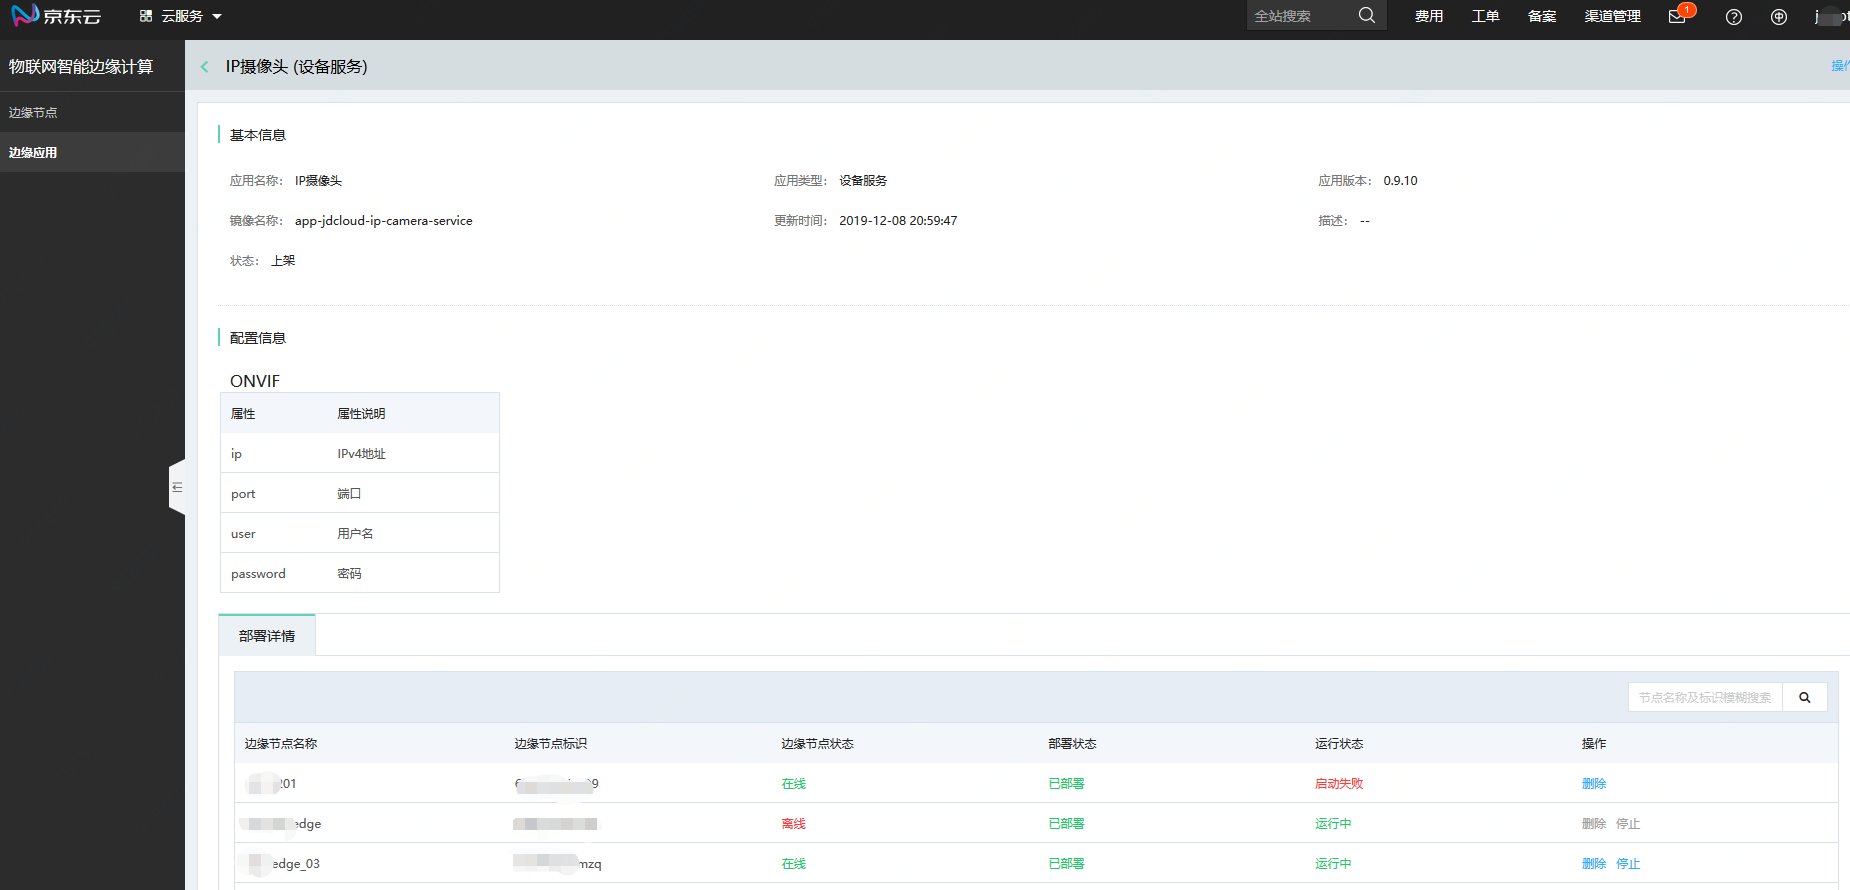 京东云 云服务 全站搜索 费用 工单 备案 渠道管理 1
物联网智能边缘计算
边缘节点
边缘应用
IP摄像头 (设备服务)
基本信息
应用名称： IP摄像头 应用类型： 设备服务 应用版本： 0.9.10
镜像名称： app-jdcloud-ip-camera-service 更新时间： 2019-12-08 20:59:47 描述： --
状态： 上架
配置信息
ONVIF
属性 属性说明
ip IPv4地址
port 端口
user 用户名
password 密码
部署详情
节点名称及标识模糊搜索
边缘节点名称 边缘节点标识 边缘节点状态 部署状态 运行状态 操作
201 在线 已部署 启动失败 删除
edge 离线 已部署 运行中 删除 停止
edge_03 mzq 在线 已部署 运行中 删除 停止